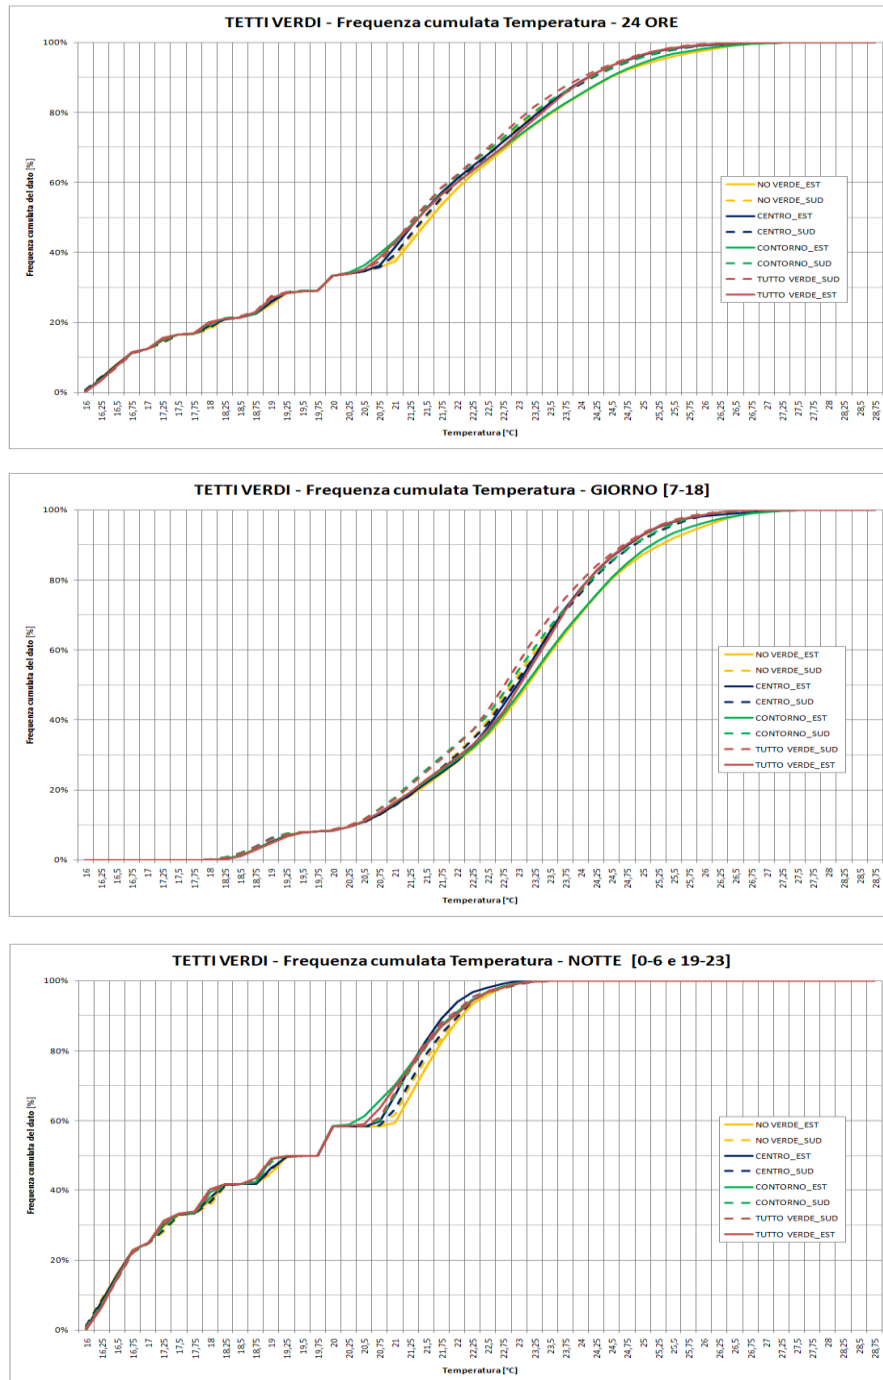 TETTI VERDI - Frequenza cumulata Temperatura - 24 ORE
100%
80%
60%
40%
20%
0%
Frequenza cumulata del dato [%]
NO VERDE_EST
NO VERDE_SUD
CENTRO_EST
CENTRO_SUD
CONTORNO_EST
CONTORNO_SUD
TUTTO VERDE_SUD
TUTTO VERDE_EST
16 16,25 16,5 16,75 17 17,25 17,5 17,75 18 18,25 18,5 18,75 19 19,25 19,5 19,75 20 20,25 20,5 20,75 21 21,25 21,5 21,75 22 22,25 22,5 22,75 23 23,25 23,5 23,75 24 24,25 24,5 24,75 25 25,25 25,5 25,75 26 26,25 26,5 26,75 27 27,25 27,5 27,75 28 28,25 28,5 28,75
Temperatura [°C]
TETTI VERDI - Frequenza cumulata Temperatura - GIORNO [7-18]
100%
80%
60%
40%
20%
0%
Frequenza cumulata del dato [%]
NO VERDE_EST
NO VERDE_SUD
CENTRO_EST
CENTRO_SUD
CONTORNO_EST
CONTORNO_SUD
TUTTO VERDE_SUD
TUTTO VERDE_EST
16 16,25 16,5 16,75 17 17,25 17,5 17,75 18 18,25 18,5 18,75 19 19,25 19,5 19,75 20 20,25 20,5 20,75 21 21,25 21,5 21,75 22 22,25 22,5 22,75 23 23,25 23,5 23,75 24 24,25 24,5 24,75 25 25,25 25,5 25,75 26 26,25 26,5 26,75 27 27,25 27,5 27,75 28 28,25 28,5 28,75
Temperatura [°C]
TETTI VERDI - Frequenza cumulata Temperatura - NOTTE [0-6 e 19-23]
100%
80%
60%
40%
20%
0%
Frequenza cumulata del dato [%]
NO VERDE_EST
NO VERDE_SUD
CENTRO_EST
CENTRO_SUD
CONTORNO_EST
CONTORNO_SUD
TUTTO VERDE_SUD
TUTTO VERDE_EST
16 16,25 16,5 16,75 17 17,25 17,5 17,75 18 18,25 18,5 18,75 19 19,25 19,5 19,75 20 20,25 20,5 20,75 21 21,25 21,5 21,75 22 22,25 22,5 22,75 23 23,25 23,5 23,75 24 24,25 24,5 24,75 25 25,25 25,5 25,75 26 26,25 26,5 26,75 27 27,25 27,5 27,75 28 28,25 28,5 28,75
Temperatura [°C]